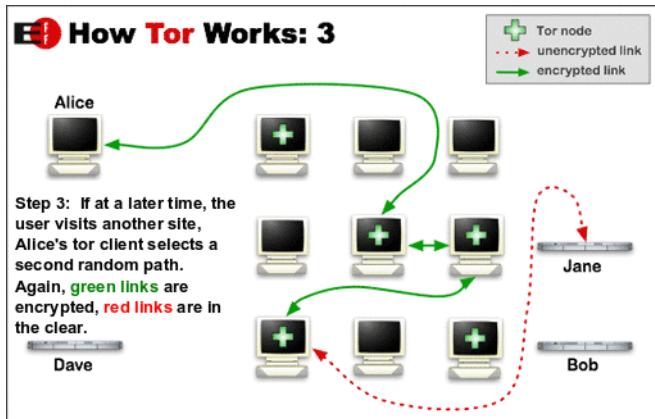 EFF How Tor Works: 3
Tor node
unencrypted link
encrypted link
Alice
Step 3: If at a later time, the
user visits another site,
Alice's tor client selects a
second random path.
Again, green links are
encrypted, red links are in
the clear.
Jane
Dave
Bob